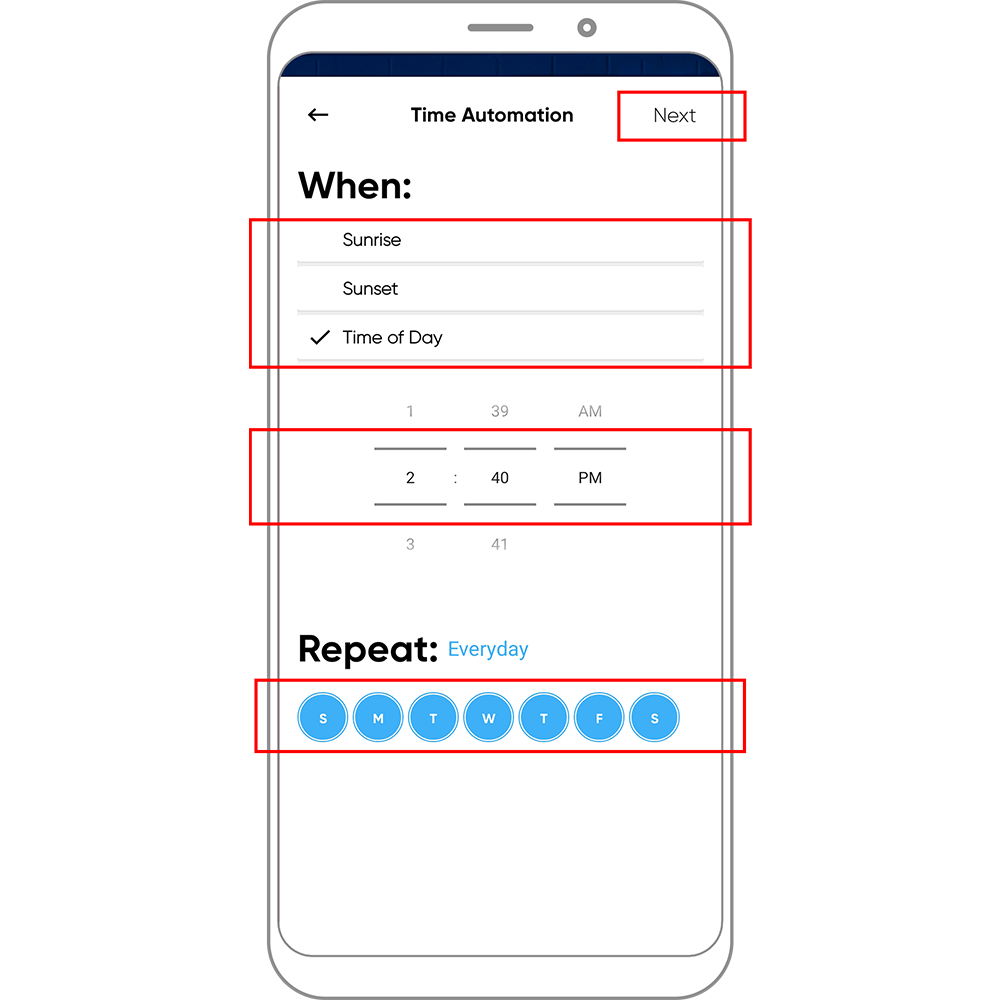 Time Automation Next
When:
Sunrise
Sunset
Time of Day
1 39 AM
2 : 40 PM
3 41
Repeat: Everyday
S M T W T F S